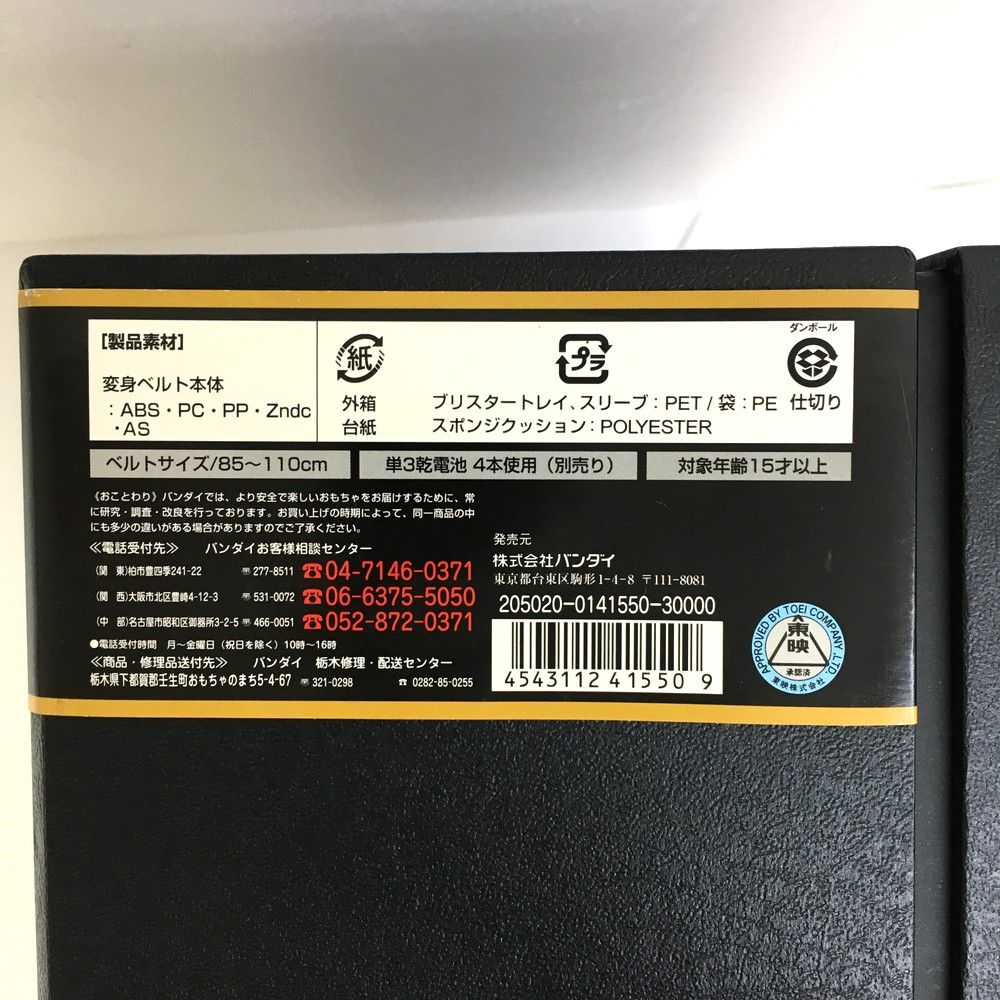 [製品素材]
変身ベルト本体
：ABS・PC・PP・Zndc
・AS
紙
外箱
台紙
プラ
ブリスタートレイ、スリーブ：PET / 袋：PE
スポンジクッション：POLYESTER
ダンボール
仕切り
ベルトサイズ/85～110cm
単3乾電池 4本使用（別売り）
対象年齢15才以上
《おことわり》バンダイでは、より安全で楽しいおもちゃをお届けするために、常
に研究・調査・改良を行っております。お買い上げの時期によって、同一商品の中
にも多少の違いがある場合がありますのでご了承ください。
≪電話受付先≫ バンダイお客様相談センター
(関 東)柏市豊四季241-22 〒277-8511 ☎04-7146-0371
(関 西)大阪市北区豊崎4-12-3 〒531-0072 ☎06-6375-5050
(中 部)名古屋市昭和区御器所3-2-5 〒466-0051 ☎052-872-0371
●電話受付時間 月～金曜日（祝日を除く）10時～16時
≪商品・修理品送付先≫ バンダイ 栃木修理・配送センター
栃木県下都賀郡壬生町おもちゃのまち5-4-67 〒321-0298 ☎0282-85-0255
発売元
株式会社バンダイ
東京都台東区駒形1-4-8 〒111-8081
205020-0141550-30000
4543112 415509
APPROVED BY TOEI COMPANY, LTD.
東映
承認済
東映株式会社